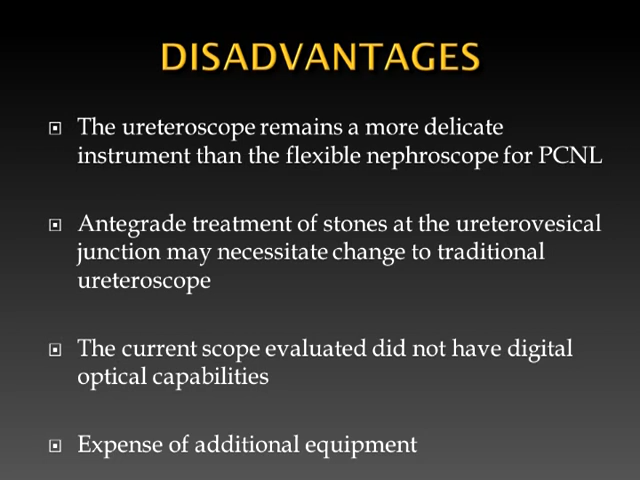 DISADVANTAGES
The ureteroscope remains a more delicate
instrument than the flexible nephroscope for PCNL
Antegrade treatment of stones at the ureterovesical
junction may necessitate change to traditional
ureteroscope
The current scope evaluated did not have digital
optical capabilities
Expense of additional equipment